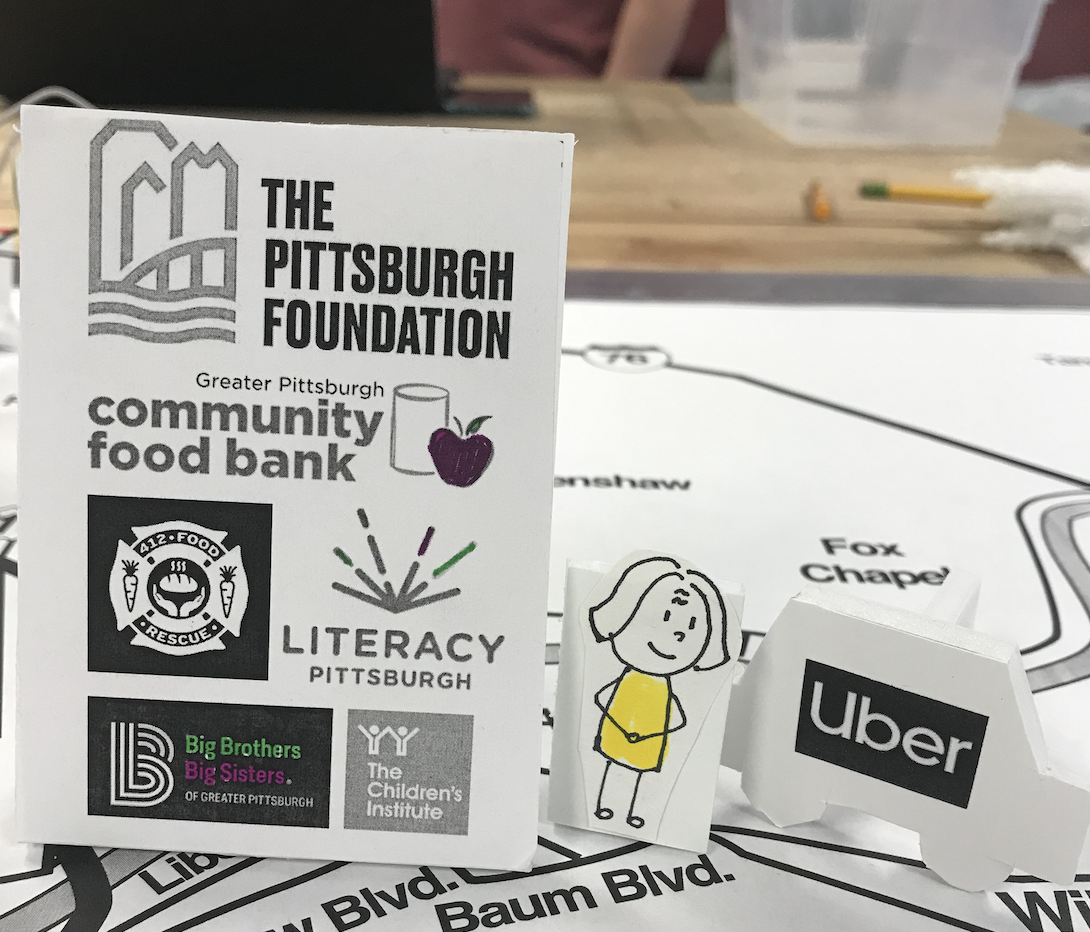 THE
PITTSBURGH
FOUNDATION
Greater Pittsburgh
community
food bank
412•FOOD
RESCUE
LITERACY
PITTSBURGH
Big Brothers
Big Sisters.
OF GREATER PITTSBURGH
The
Children's
Institute
76
enshaw
Fox
Chapel
uber
Blvd.
Baum Blvd.